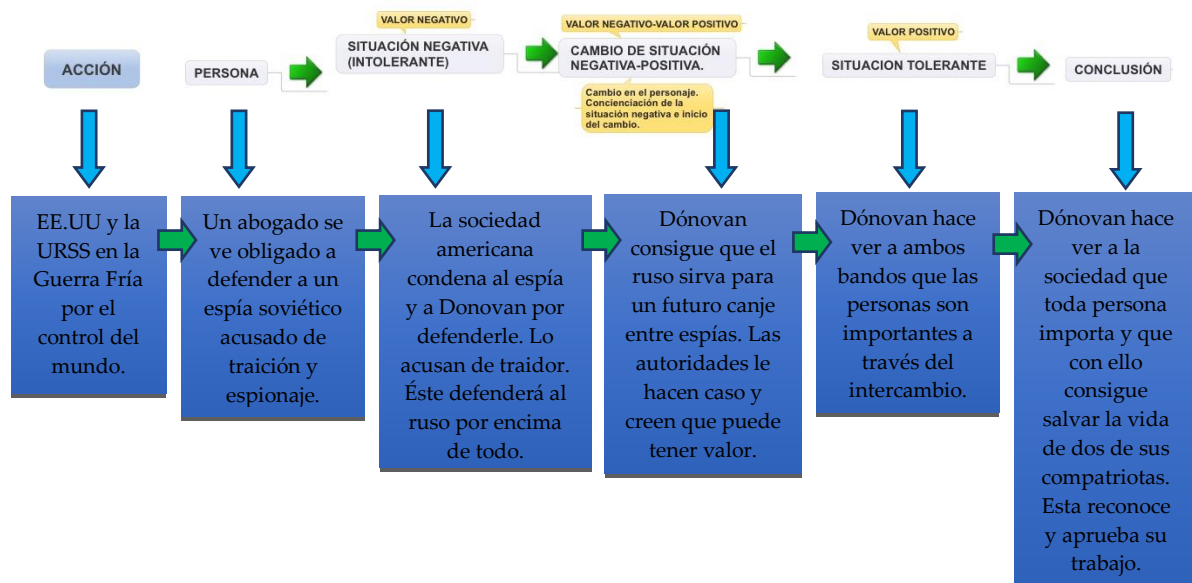 VALOR NEGATIVO
VALOR NEGATIVO-VALOR POSITIVO
VALOR POSITIVO
ACCIÓN
PERSONA
SITUACIÓN NEGATIVA
(INTOLERANTE)
CAMBIO DE SITUACIÓN
NEGATIVA-POSITIVA.
SITUACION TOLERANTE
CONCLUSIÓN
Cambio en el personaje.
Concienciación de la
situación negativa e inicio
del cambio.
EE.UU y la
URSS en la
Guerra Fría
por el
control del
mundo.
Un abogado se
ve obligado a
defender a un
espía soviético
acusado de
traición y
espionaje.
La sociedad
americana
condena al espía
y a Donovan por
defenderle. Lo
acusan de traidor.
Éste defenderá al
ruso por encima
de todo.
Dónovan
consigue que el
ruso sirva para
un futuro canje
entre espías. Las
autoridades le
hacen caso y
creen que puede
tener valor.
Dónovan hace
ver a ambos
bandos que las
personas son
importantes a
través del
intercambio.
Dónovan hace
ver a la
sociedad que
toda persona
importa y que
con ello
consigue
salvar la vida
de dos de sus
compatriotas.
Esta reconoce
y aprueba su
trabajo.